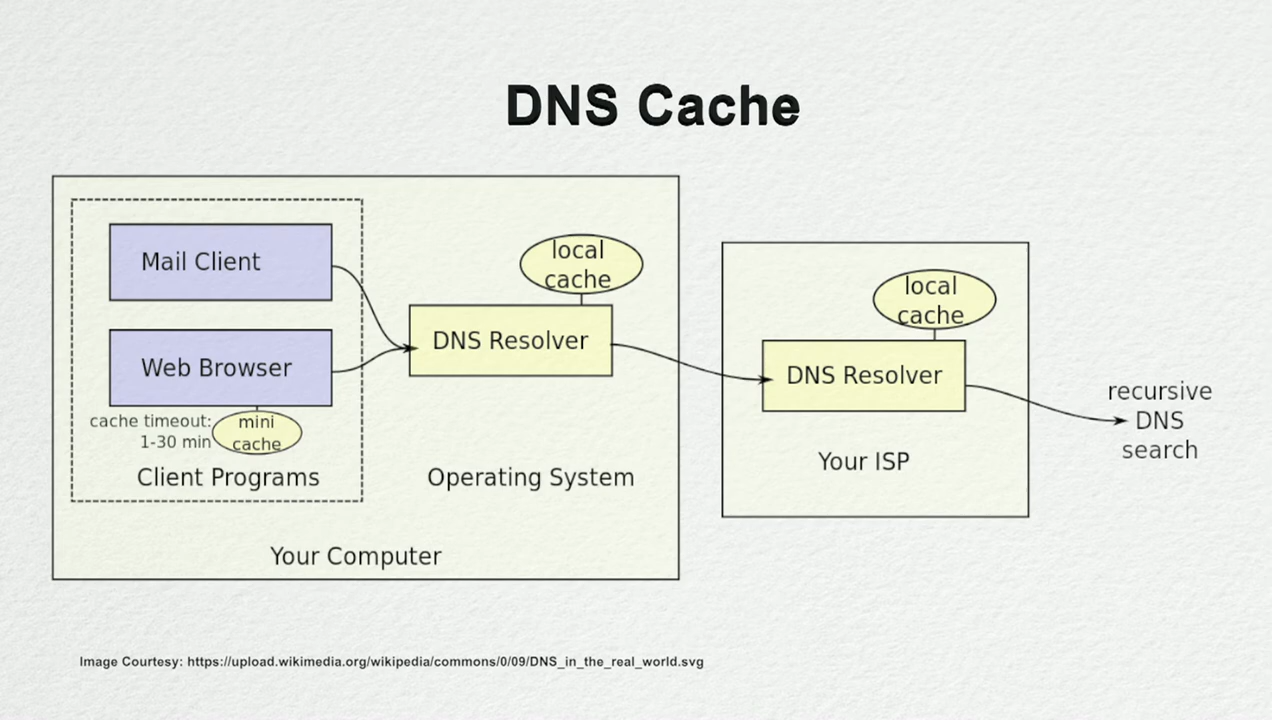 DNS Cache
Mail Client
Web Browser
cache timeout:
1-30 min
mini
cache
Client Programs
local
cache
DNS Resolver
Operating System
Your Computer
local
cache
DNS Resolver
Your ISP
recursive
DNS
search
Image Courtesy: https://upload.wikimedia.org/wikipedia/commons/0/09/DNS_in_the_real_world.svg